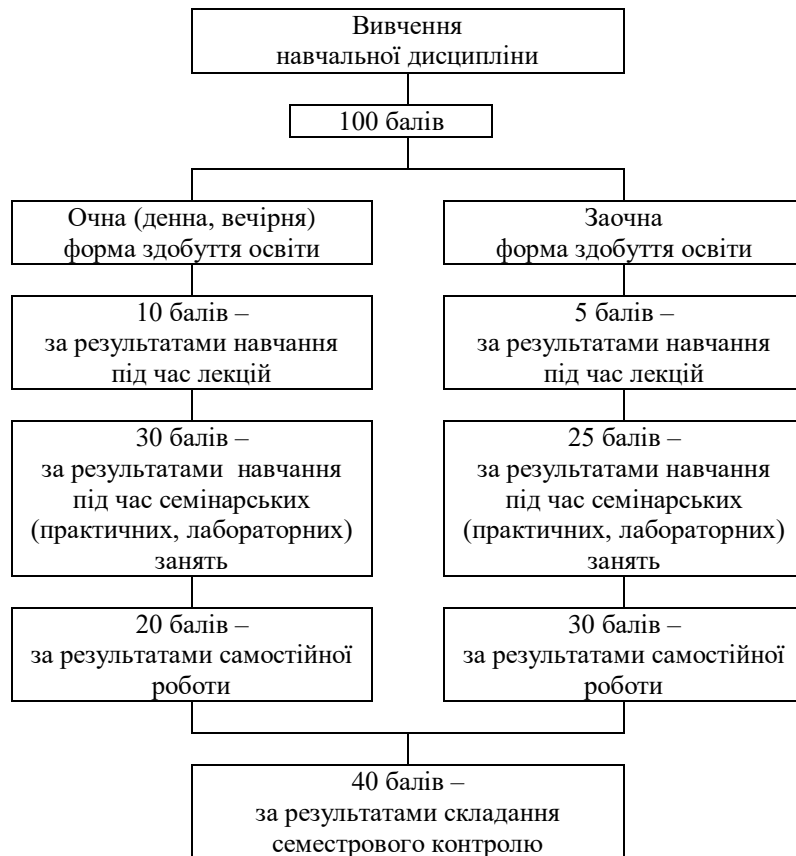 Вивчення
навчальної дисципліни
100 балів
Очна (денна, вечірня)
форма здобуття освіти
Заочна
форма здобуття освіти
10 балів –
за результатами навчання
під час лекцій
5 балів –
за результатами навчання
під час лекцій
30 балів –
за результатами навчання
під час семінарських
(практичних, лабораторних)
занять
25 балів –
за результатами навчання
під час семінарських
(практичних, лабораторних)
занять
20 балів –
за результатами самостійної
роботи
30 балів –
за результатами самостійної
роботи
40 балів –
за результатами складання
семестрового контролю